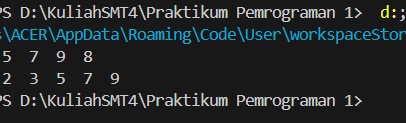 PS D:\KuliahSMT4\Praktikum Pemrograman 1> d:;
s\ACER\AppData\Roaming\Code\User\workspaceStor
5 7 9 8
2 3 5 7 9
PS D:\KuliahSMT4\Praktikum Pemrograman 1>